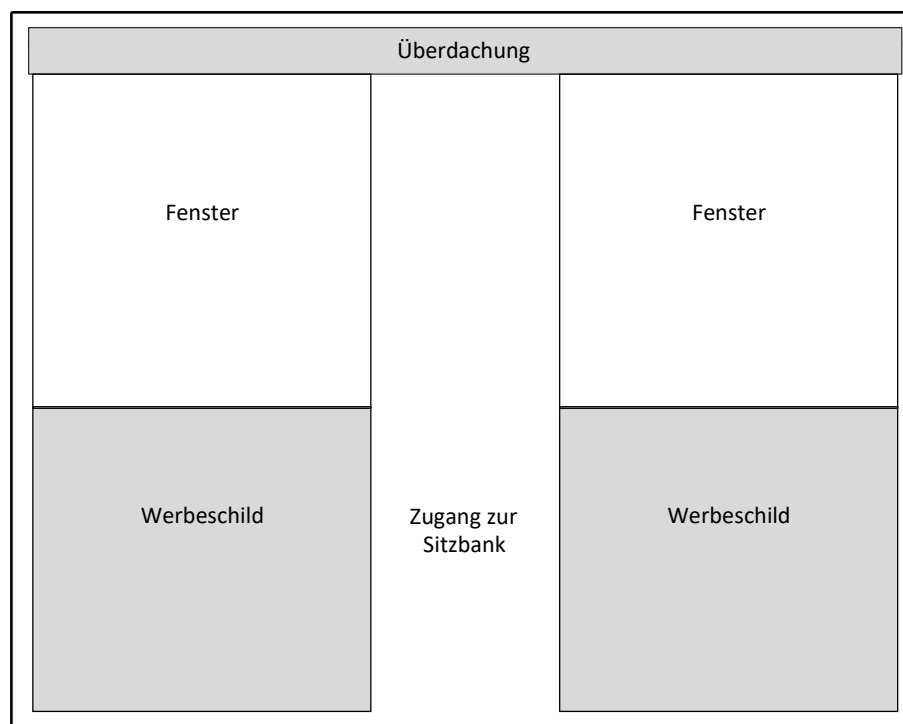 Überdachung
Fenster
Fenster
Werbeschild
Zugang zur
Sitzbank
Werbeschild